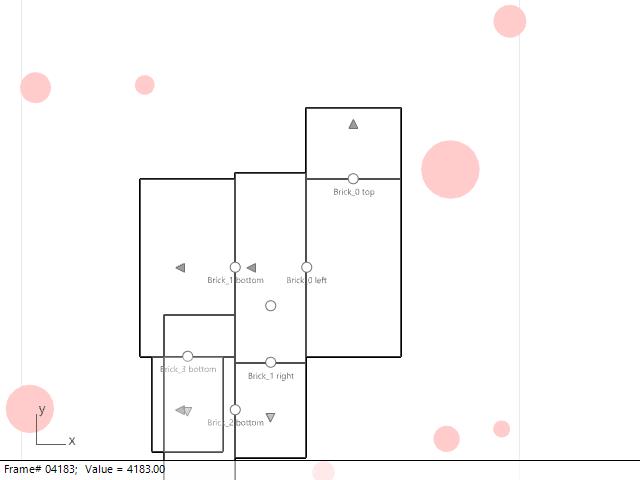 Brick_0 top
Brick_1 bottom
Brick_0 left
Brick_3 bottom
Brick_1 right
y
Brick_2 bottom
x
Frame# 04183; Value = 4183.00